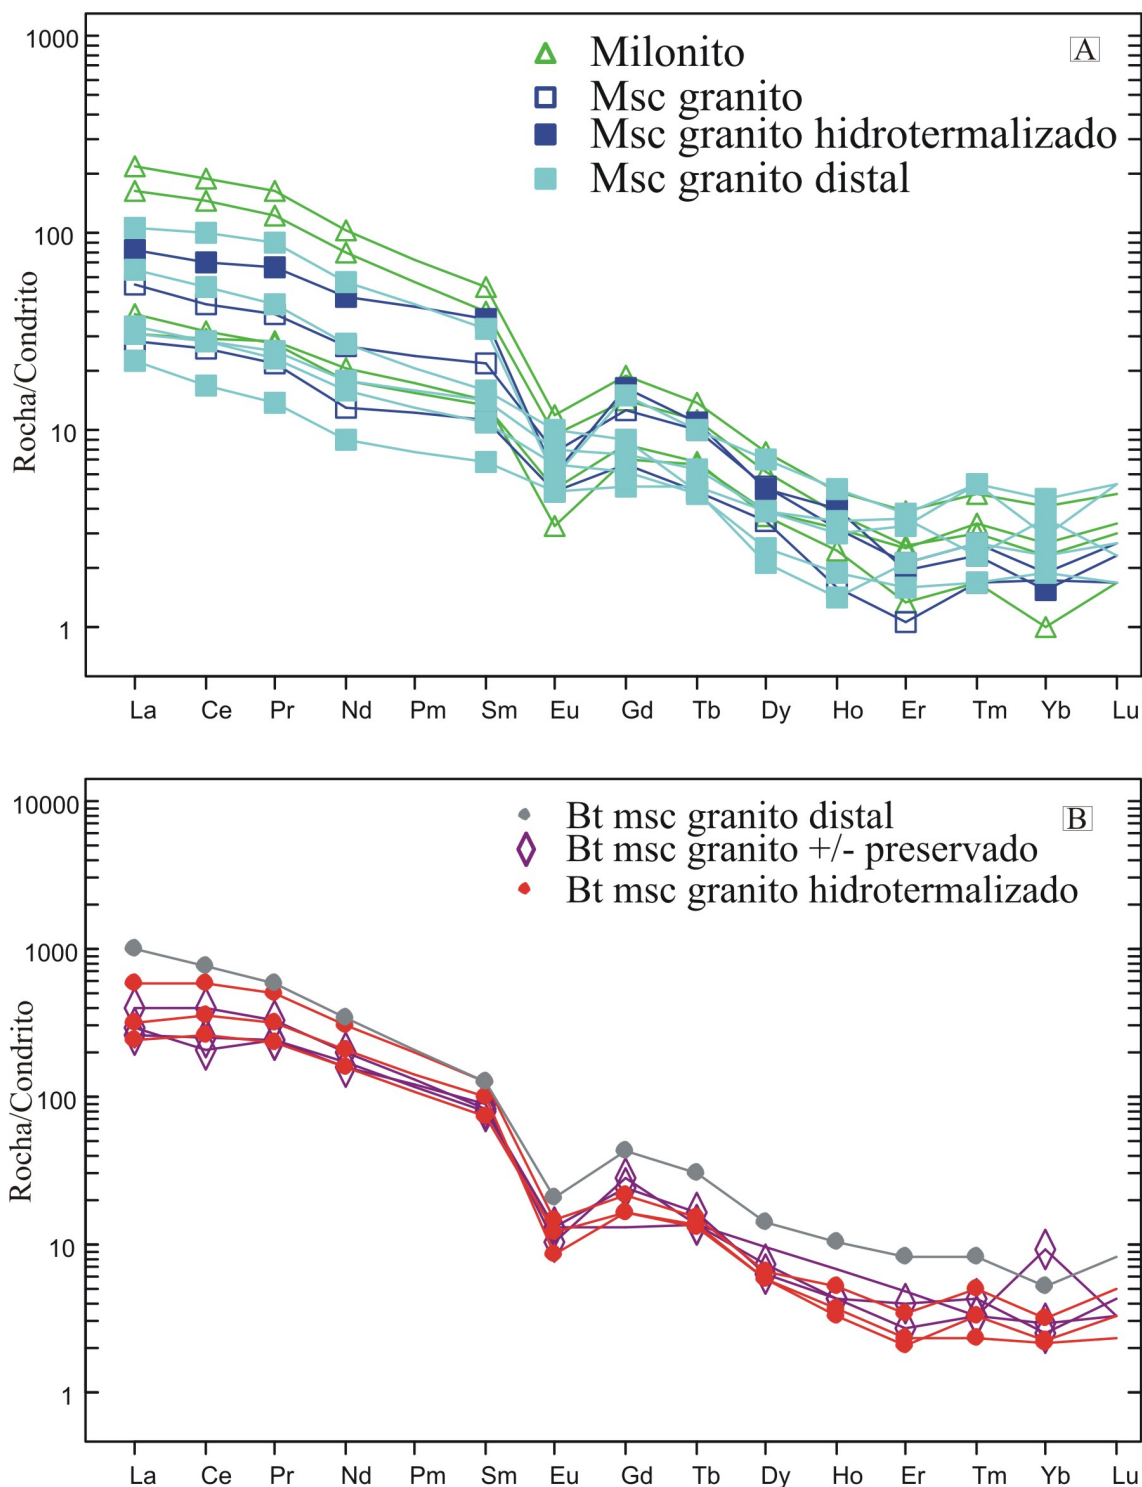 1000
100
10
1
Rocha/Condrito
Milonito
Msc granito
Msc granito hidrotermalizado
Msc granito distal
A
La Ce Pr Nd Pm Sm Eu Gd Tb Dy Ho Er Tm Yb Lu
10000
1000
100
10
1
Rocha/Condrito
Bt msc granito distal
Bt msc granito +/- preservado
Bt msc granito hidrotermalizado
B
La Ce Pr Nd Pm Sm Eu Gd Tb Dy Ho Er Tm Yb Lu